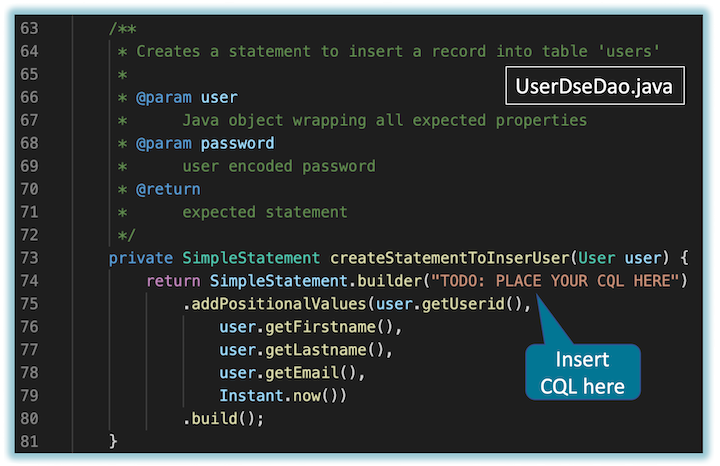 63 /**
64  * Creates a statement to insert a record into table 'users'
65  *
66  * @param user
67  *      Java object wrapping all expected properties
68  * @param password
69  *      user encoded password
70  * @return
71  *      expected statement
72  */
73 private SimpleStatement createStatementToInserUser(User user) {
74     return SimpleStatement.builder("TODO: PLACE YOUR CQL HERE")
75         .addPositionalValues(user.getUserid(),
76             user.getFirstname(),
77             user.getLastname(),
78             user.getEmail(),
79             Instant.now())
80         .build();
81 }
UserDseDao.java
Insert
CQL here